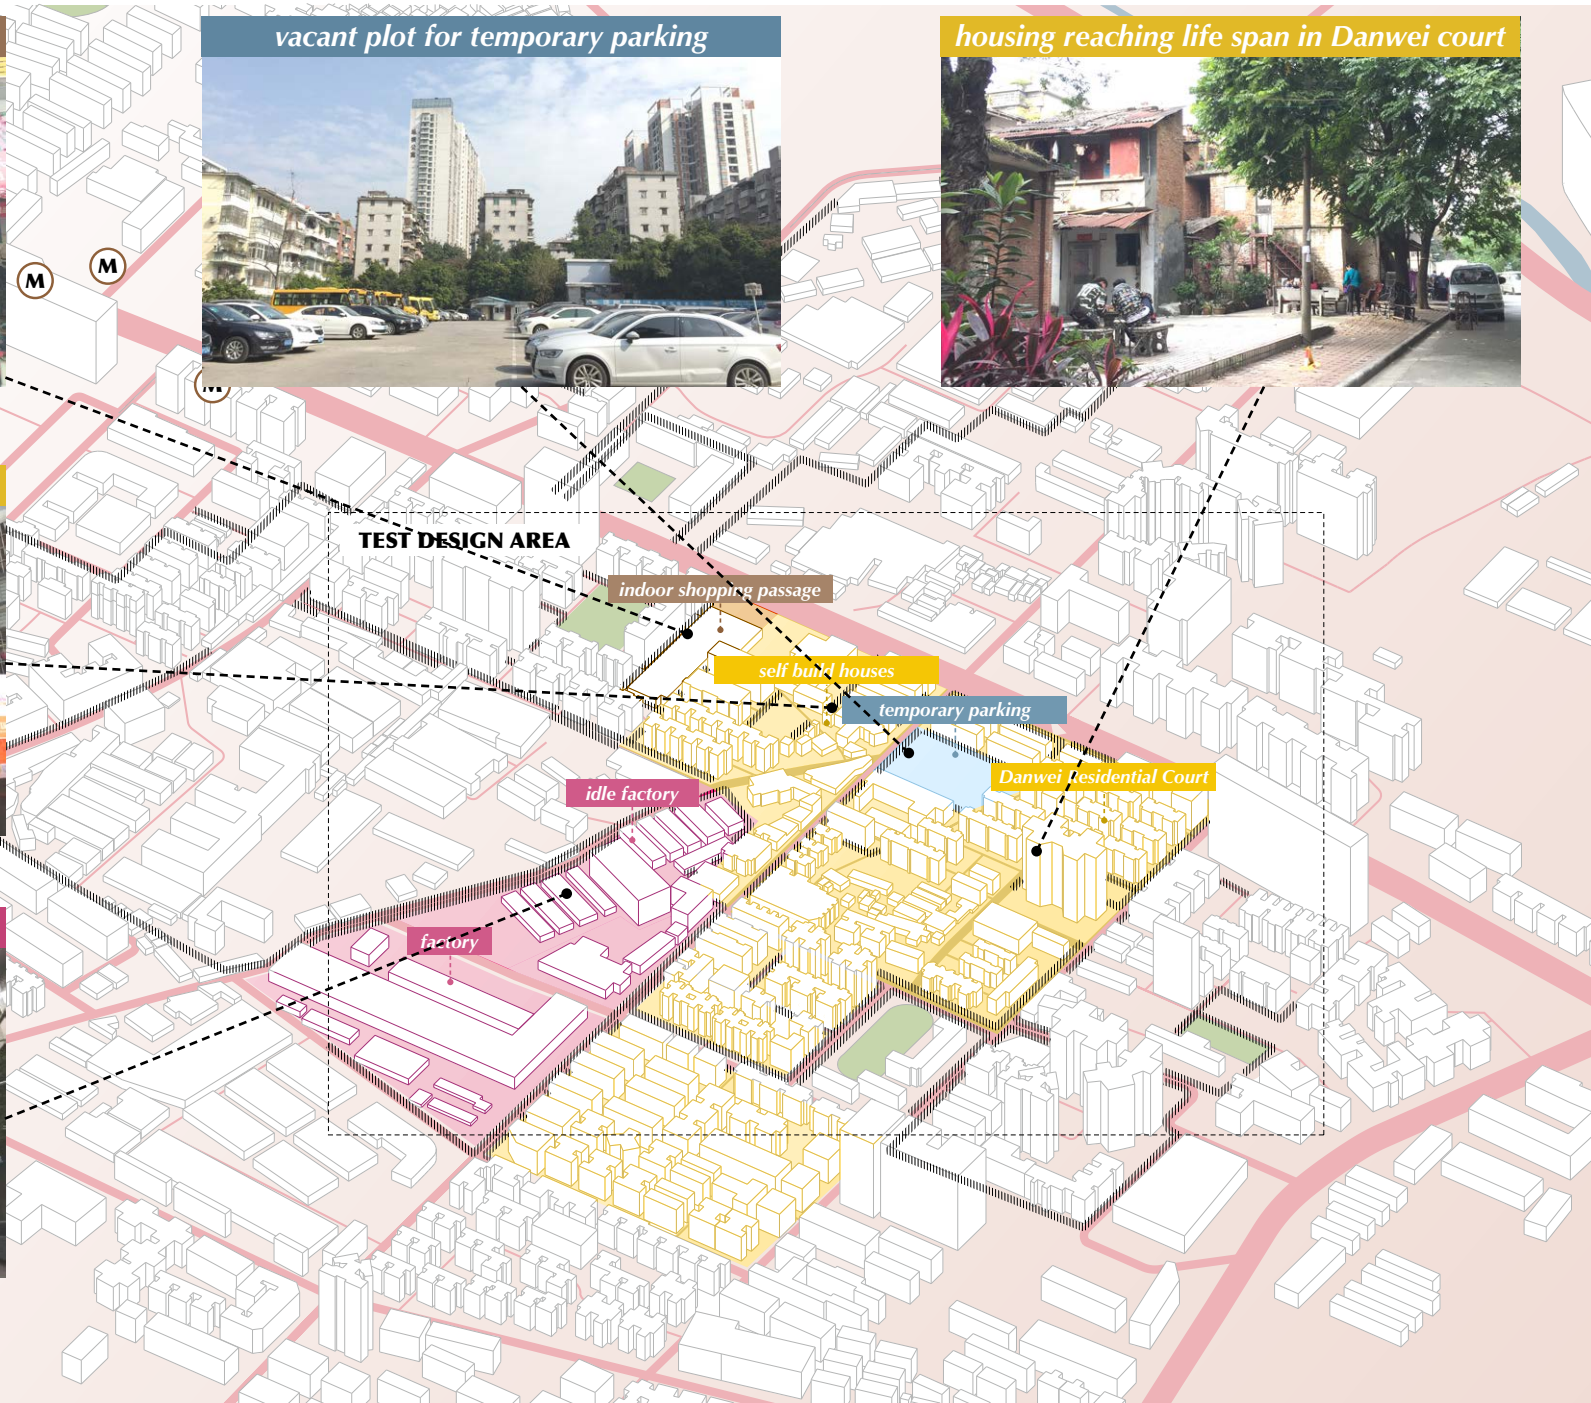 vacant plot for temporary parking
housing reaching life span in Danwei court
M
M
M
TEST DESIGN AREA
indoor shopping passage
self build houses
temporary parking
Danwei Residential Court
idle factory
factory